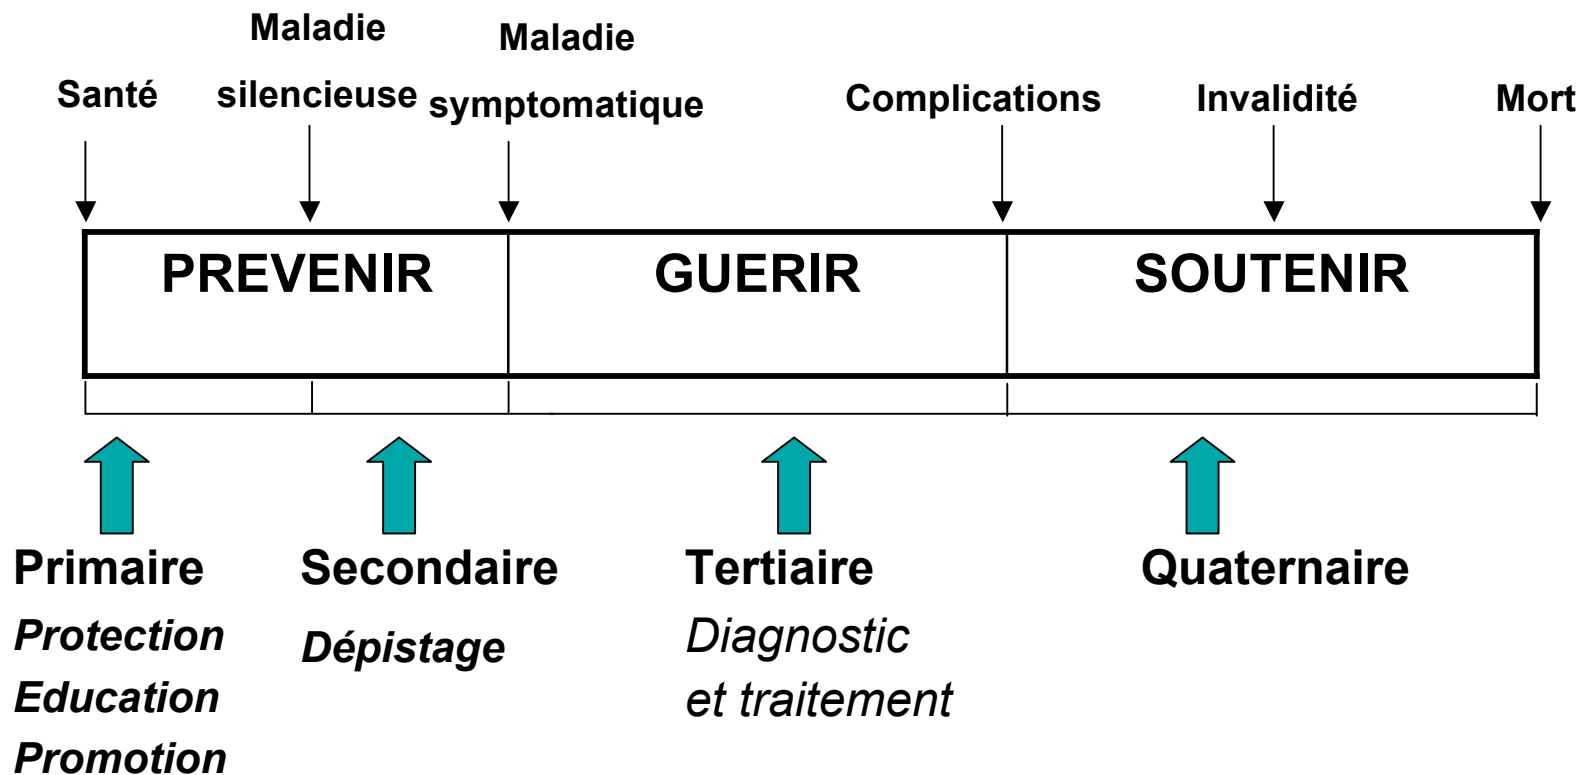 Santé
Maladie
silencieuse
Maladie
symptomatique
Complications
Invalidité
Mort
PREVENIR
GUERIR
SOUTENIR
Primaire
Protection
Education
Promotion
Secondaire
Dépistage
Tertiaire
Diagnostic
et traitement
Quaternaire